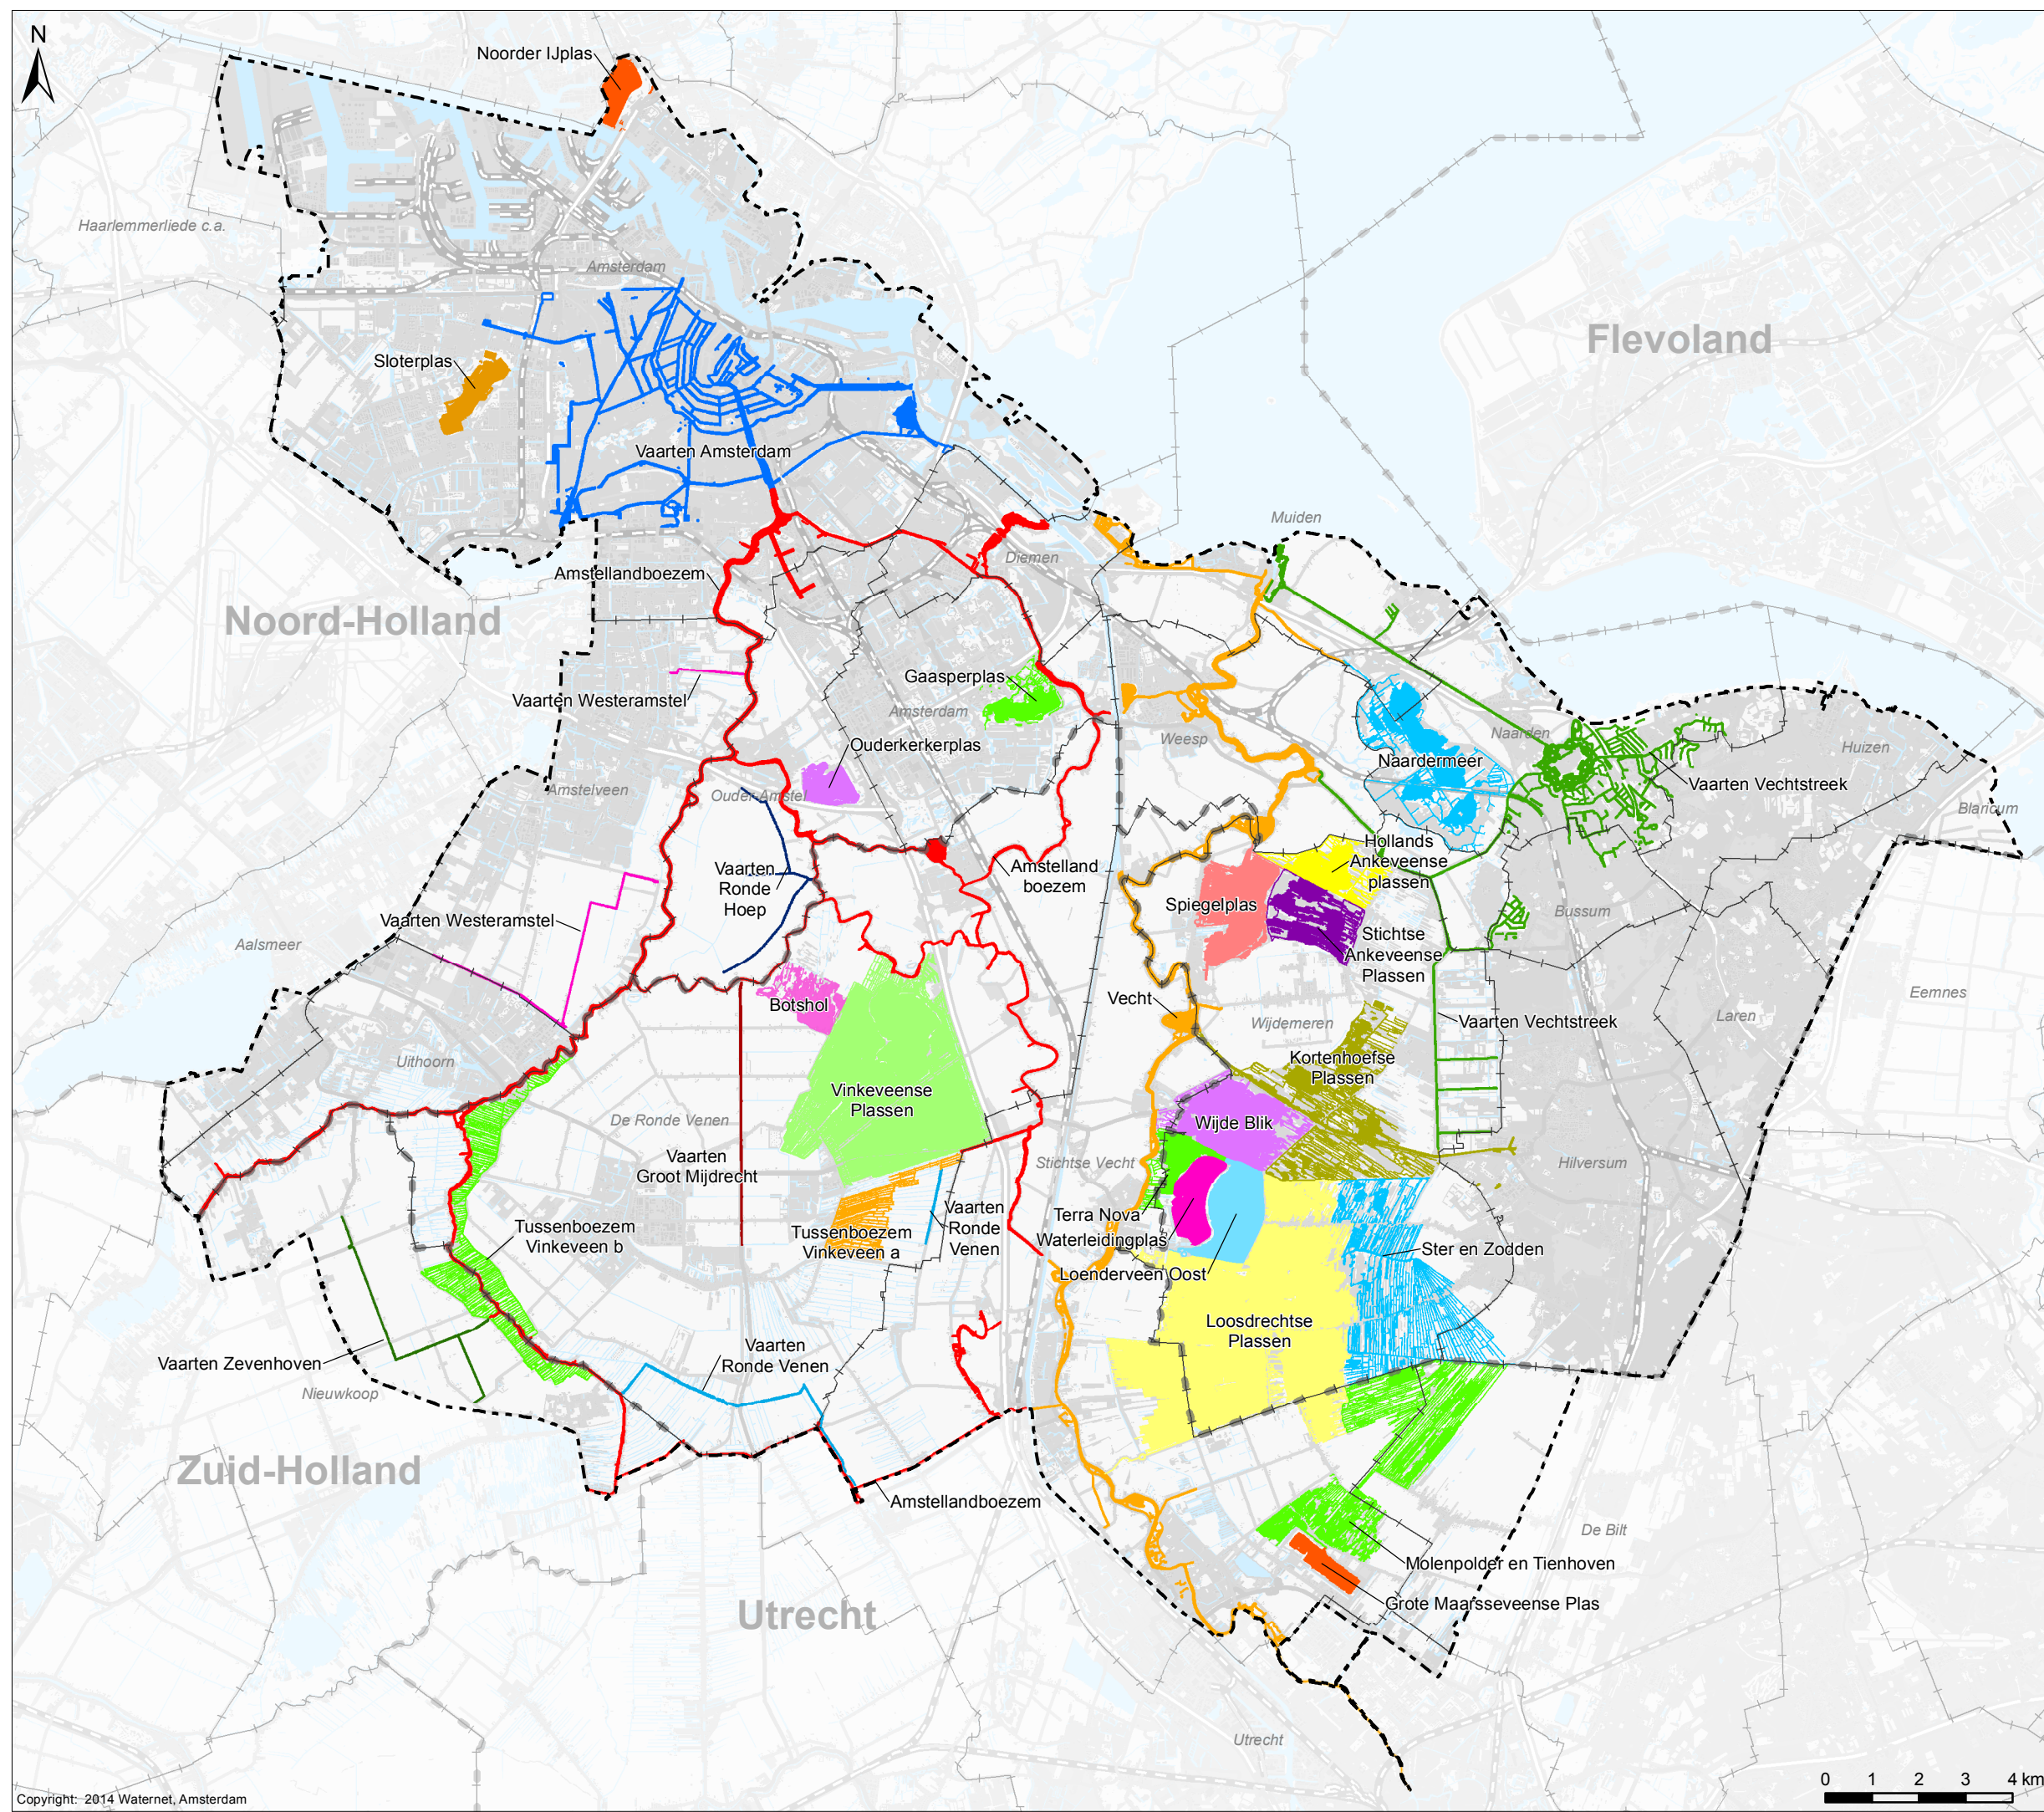 N
Noorder IJplas
Haarlemmerliede c.a.
Amsterdam
Flevoland
Sloterplas
Vaarten Amsterdam
Muiden
Diemen
Amstellandboezem
Noord-Holland
Gaasperplas
Vaarten Westeramstel
Amsterdam
Weesp
Naarden
Huizen
Ouderkerkerplas
Naardermeer
Vaarten Vechtstreek
Amstelveen
Ouder-Amstel
Blaricum
Hollands
Ankeveense
plassen
Amstelland
boezem
Vaarten
Ronde
Hoep
Spiegelplas
Bussum
Vaarten Westeramstel
Aalsmeer
Stichtse
Ankeveense
Plassen
Eemnes
Botshol
Vecht
Wijdemeren
Vaarten Vechtstreek
Laren
Uithoorn
Kortenhoefse
Plassen
Vinkeveense
Plassen
De Ronde Venen
Wijde Blik
Vaarten
Groot Mijdrecht
Stichtse Vecht
Hilversum
Terra Nova
Vaarten
Ronde
Venen
Tussenboezem
Vinkeveen b
Tussenboezem
Vinkeveen a
Waterleidingplas
Ster en Zodden
Loenderveen Oost
Loosdrechtse
Plassen
Vaarten
Ronde Venen
Vaarten Zevenhoven
Nieuwkoop
Zuid-Holland
Amstellandboezem
De Bilt
Molenpolder en Tienhoven
Grote Maarsseveense Plas
Utrecht
Utrecht
0 1 2 3 4 km
Copyright: 2014 Waternet, Amsterdam